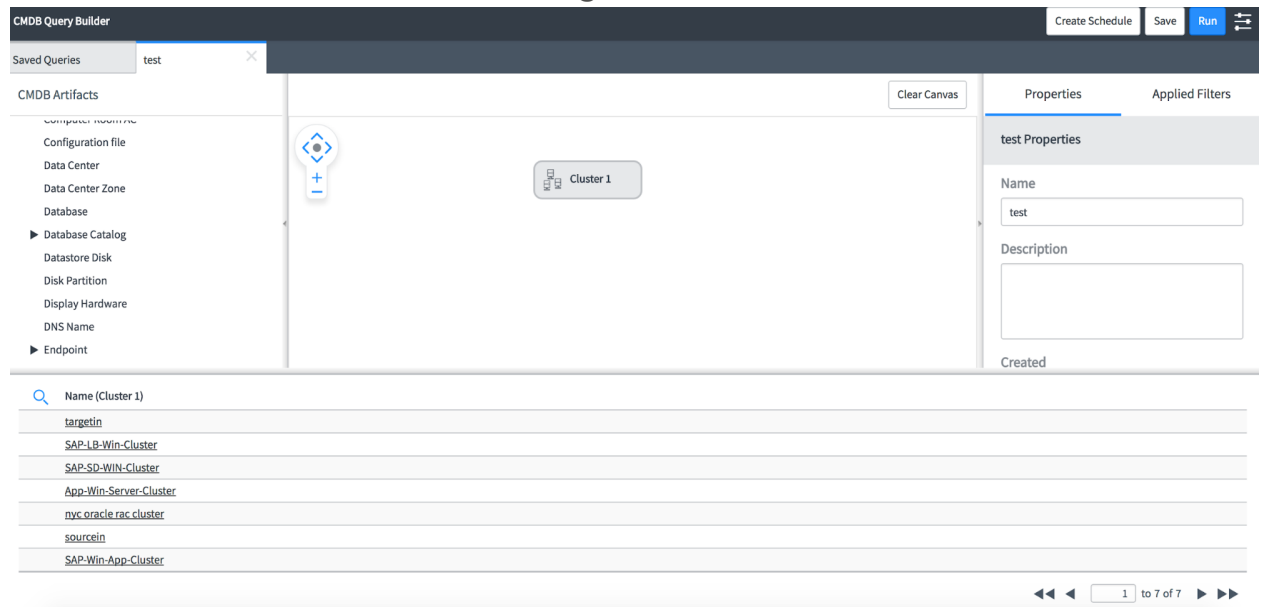 CMDB Query Builder
Create Schedule Save Run
Saved Queries test
CMDB Artifacts
Clear Canvas
Properties Applied Filters
Computer Room AC
Configuration file
Data Center
Data Center Zone
Database
Database Catalog
Datastore Disk
Disk Partition
Display Hardware
DNS Name
Endpoint
Cluster 1
test Properties
Name
test
Description
Created
Name (Cluster 1)
targetin
SAP-LB-Win-Cluster
SAP-SD-WIN-Cluster
App-Win-Server-Cluster
nyc oracle rac cluster
sourcein
SAP-Win-App-Cluster
1 to 7 of 7